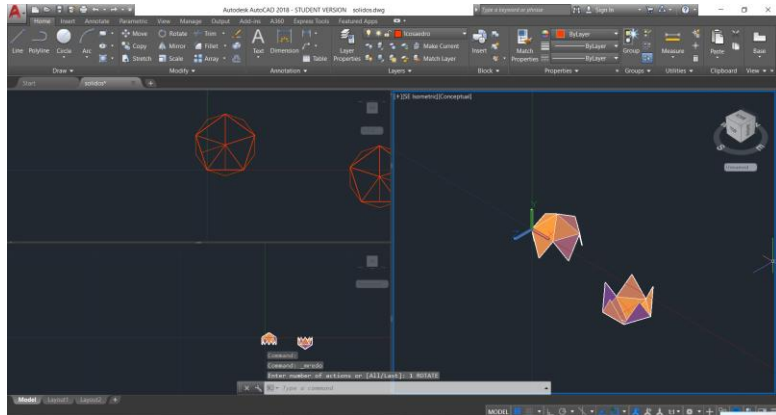 Autodesk AutoCAD 2018 - STUDENT VERSION solidos.dwg
Type a keyword or phrase
Sign In
Home Insert Annotate Parametric View Manage Output Add-ins A360 Express Tools Featured Apps
Line Polyline Circle Arc
Move Rotate
Copy Mirror Fillet
Stretch Scale Array
Text Dimension
Table
Layer Properties
Make Current
Match Layer
Insert
Match Properties
ByLayer
ByLayer
ByLayer
Group
Measure
Paste
Base
Draw Modify Annotation Layers Block Properties Groups Utilities Clipboard View
Start solidos*
[+][SE Isometric][Conceptual]
Command:
Command: _mredo
Enter number of actions or [All/Last]: 1 ROTATE
Type a command
Model Layout1 Layout2
MODEL